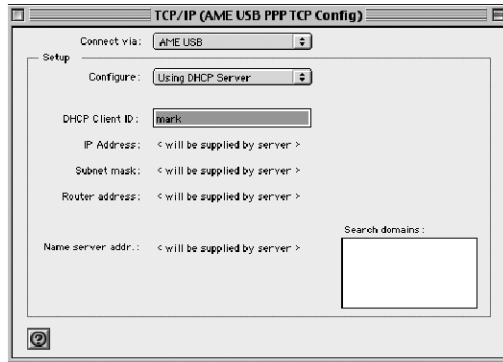 TCP/IP (AME USB PPP TCP Config)
Connect via: AME USB
Setup
Configure: Using DHCP Server
DHCP Client ID: mark
IP Address: < will be supplied by server >
Subnet mask: < will be supplied by server >
Router address: < will be supplied by server >
Search domains:
Name server addr.: < will be supplied by server >
?